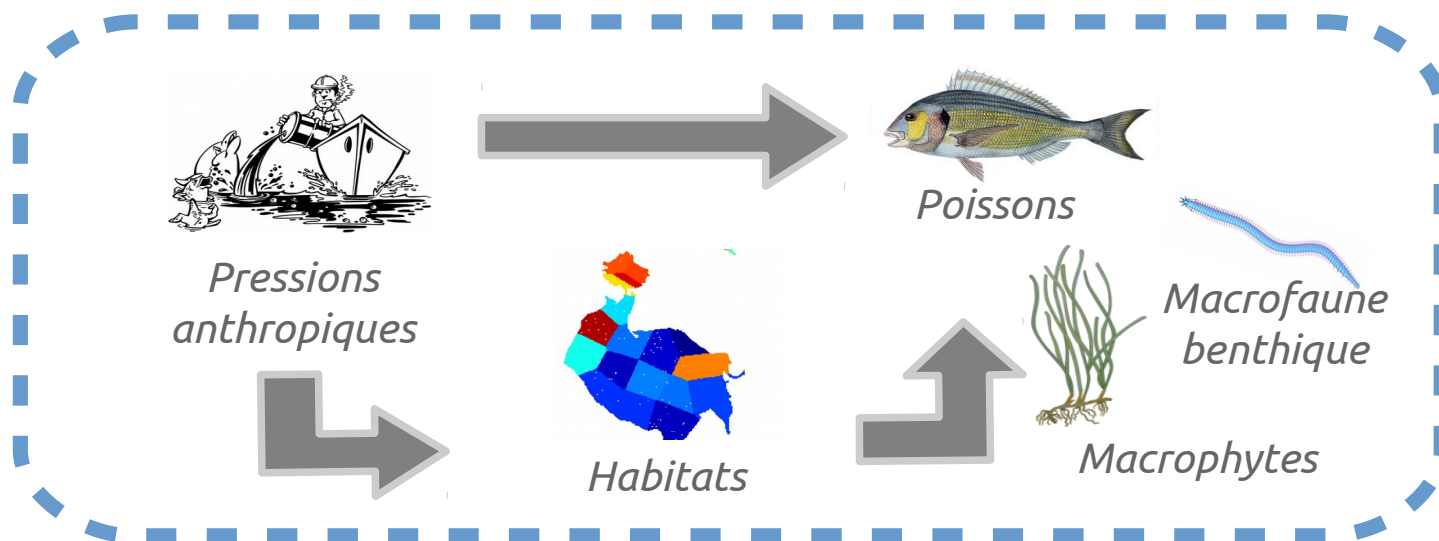 Pressions
anthropiques
Habitats
Poissons
Macrofaune
benthique
Macrophytes